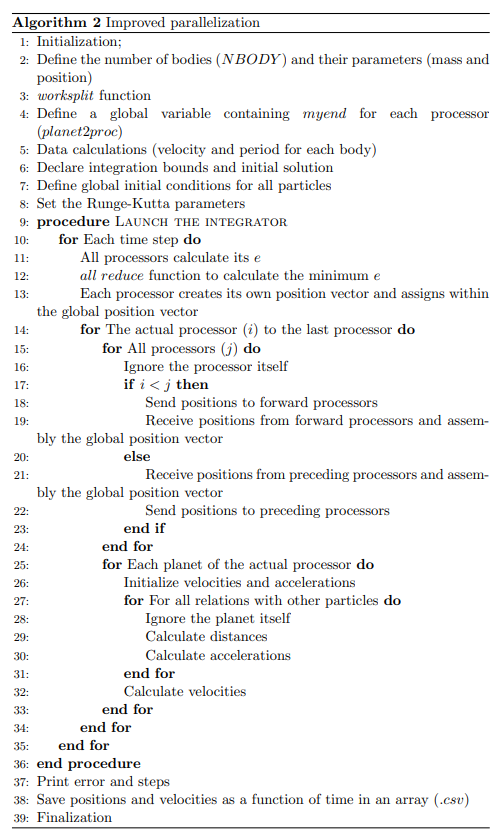 Algorithm 2 Improved parallelization
1: Initialization;
2: Define the number of bodies (NBODY) and their parameters (mass and
position)
3: worksplit function
4: Define a global variable containing myend for each processor
(planet2proc)
5: Data calculations (velocity and period for each body)
6: Declare integration bounds and initial solution
7: Define global initial conditions for all particles
8: Set the Runge-Kutta parameters
9: procedure Launch the integrator
10: for Each time step do
11: All processors calculate its e
12: all reduce function to calculate the minimum e
13: Each processor creates its own position vector and assigns within
the global position vector
14: for The actual processor (i) to the last processor do
15: for All processors (j) do
16: Ignore the processor itself
17: if i < j then
18: Send positions to forward processors
19: Receive positions from forward processors and assem-
bly the global position vector
20: else
21: Receive positions from preceding processors and assem-
bly the global position vector
22: Send positions to preceding processors
23: end if
24: end for
25: for Each planet of the actual processor do
26: Initialize velocities and accelerations
27: for For all relations with other particles do
28: Ignore the planet itself
29: Calculate distances
30: Calculate accelerations
31: end for
32: Calculate velocities
33: end for
34: end for
35: end for
36: end procedure
37: Print error and steps
38: Save positions and velocities as a function of time in an array (.csv)
39: Finalization